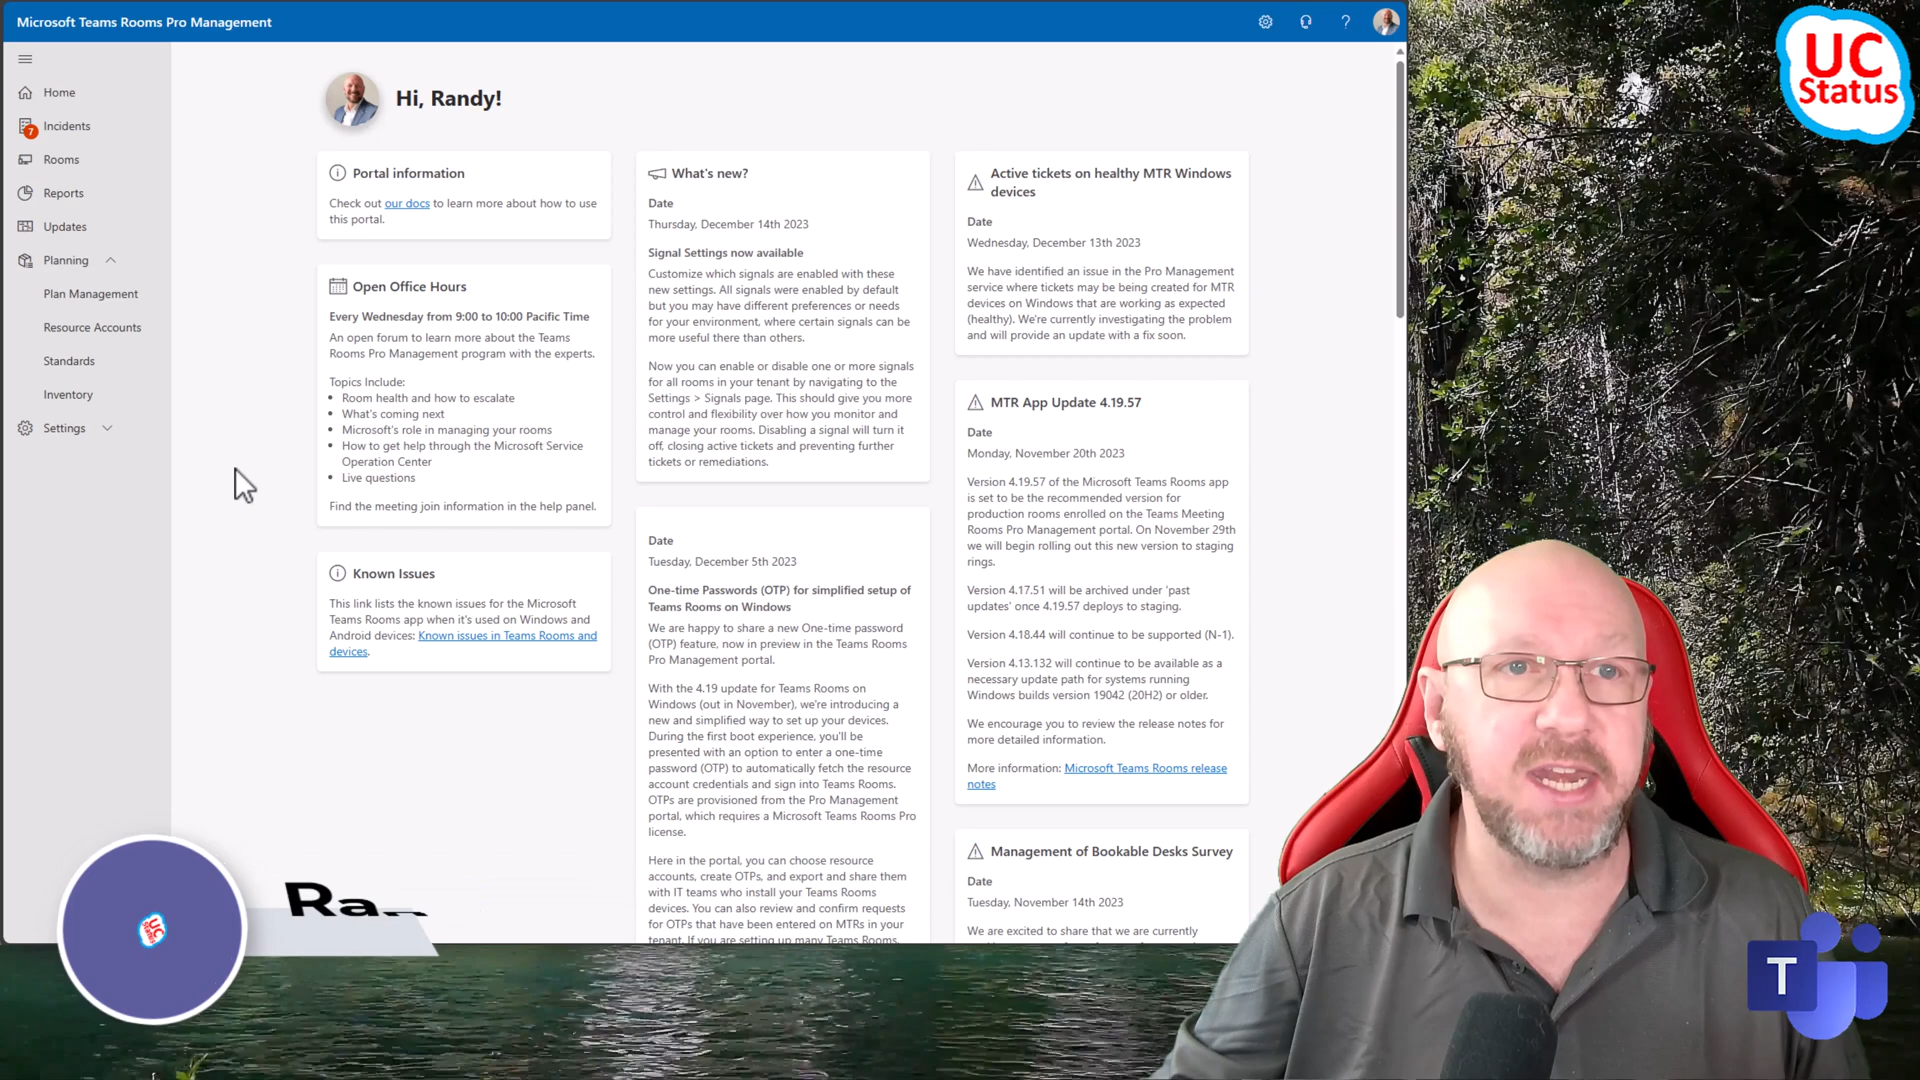 Microsoft Teams Rooms Pro Management
UC
Status
Home
7
Incidents
Rooms
Reports
Updates
Planning
Plan Management
Resource Accounts
Standards
Inventory
Settings
Hi, Randy!
Portal information
Check out our docs to learn more about how to use
this portal.
Open Office Hours
Every Wednesday from 9:00 to 10:00 Pacific Time
An open forum to learn more about the Teams
Rooms Pro Management program with the experts.
Topics Include:
• Room health and how to escalate
• What's coming next
• Microsoft's role in managing your rooms
• How to get help through the Microsoft Service
Operation Center
• Live questions
Find the meeting join information in the help panel.
Known Issues
This link lists the known issues for the Microsoft
Teams Rooms app when it's used on Windows and
Android devices: Known issues in Teams Rooms and
devices.
What's new?
Date
Thursday, December 14th 2023
Signal Settings now available
Customize which signals are enabled with these
new settings. All signals were enabled by default
but you may have different preferences or needs
for your environment, where certain signals can be
more useful there than others.
Now you can enable or disable one or more signals
for all rooms in your tenant by navigating to the
Settings > Signals page. This should give you more
control and flexibility over how you monitor and
manage your rooms. Disabling a signal will turn it
off, closing active tickets and preventing further
tickets or remediations.
Date
Tuesday, December 5th 2023
One-time Passwords (OTP) for simplified setup of
Teams Rooms on Windows
We are happy to share a new One-time password
(OTP) feature, now in preview in the Teams Rooms
Pro Management portal.
With the 4.19 update for Teams Rooms on
Windows (out in November), we're introducing a
new and simplified way to set up your devices.
During the first boot experience, you'll be
presented with an option to enter a one-time
password (OTP) to automatically fetch the resource
account credentials and sign into Teams Rooms.
OTPs are provisioned from the Pro Management
portal, which requires a Microsoft Teams Rooms Pro
license.
Here in the portal, you can choose resource
accounts, create OTPs, and export and share them
with IT teams who install your Teams Rooms
devices. You can also review and confirm requests
for OTPs that have been entered on MTRs in your
tenant. If you are setting up many Teams Rooms,
Active tickets on healthy MTR Windows
devices
Date
Wednesday, December 13th 2023
We have identified an issue in the Pro Management
service where tickets may be being created for MTR
devices on Windows that are working as expected
(healthy). We're currently investigating the problem
and will provide an update with a fix soon.
MTR App Update 4.19.57
Date
Monday, November 20th 2023
Version 4.19.57 of the Microsoft Teams Rooms app
is set to be the recommended version for
production rooms enrolled on the Teams Meeting
Rooms Pro Management portal. On November 29th
we will begin rolling out this new version to staging
rings.
Version 4.17.51 will be archived under 'past
updates' once 4.19.57 deploys to staging.
Version 4.18.44 will continue to be supported (N-1).
Version 4.13.132 will continue to be available as a
necessary update path for systems running
Windows builds version 19042 (20H2) or older.
We encourage you to review the release notes for
more detailed information.
More information: Microsoft Teams Rooms release
notes
Management of Bookable Desks Survey
Date
Tuesday, November 14th 2023
We are excited to share that we are currently
T